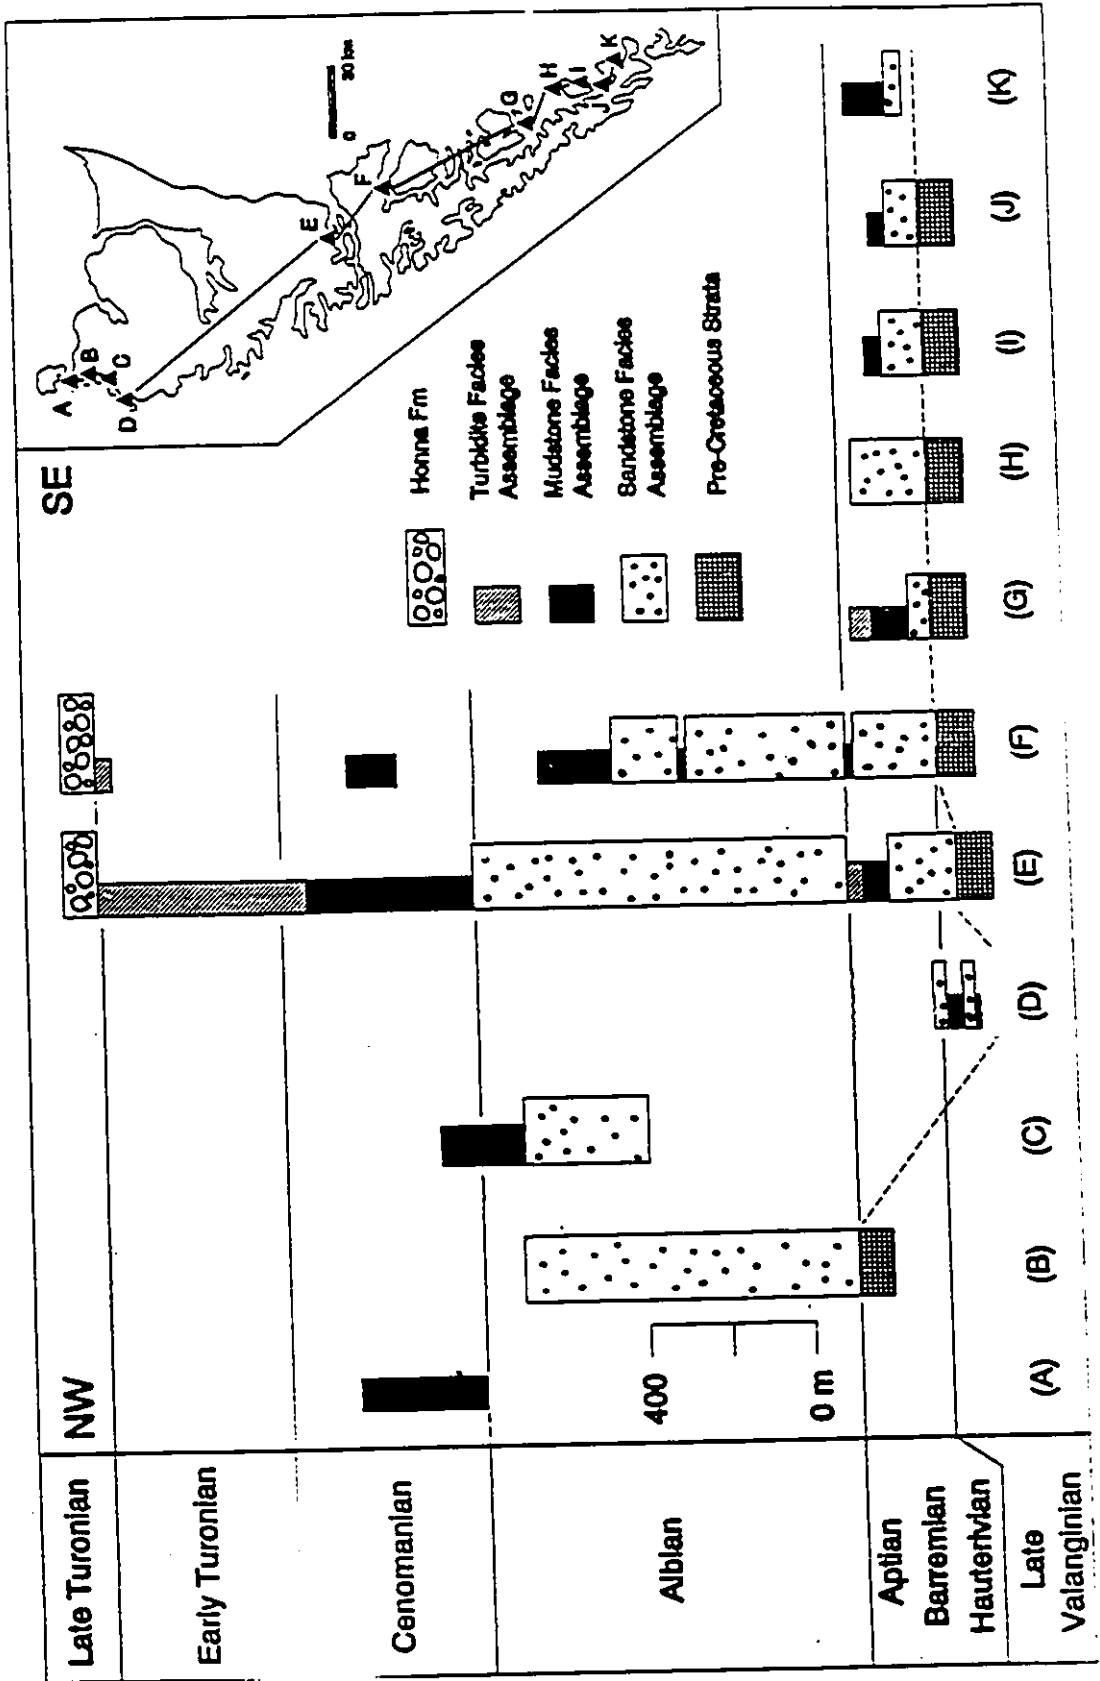 NW
SE
Late Turonian
Early Turonian
Cenomanian
Albian
Aptian
Barremian
Hauterivian
Late
Valanginian
400
0 m
(A)
(B)
(C)
(D)
(E)
(F)
(G)
(H)
(I)
(J)
(K)
Honna Fm
Turbidite Facies
Assemblage
Mudstone Facies
Assemblage
Sandstone Facies
Assemblage
Pre-Cretaceous Strata
A
B
C
D
E
F
G
H
I
J
K
0
30 km